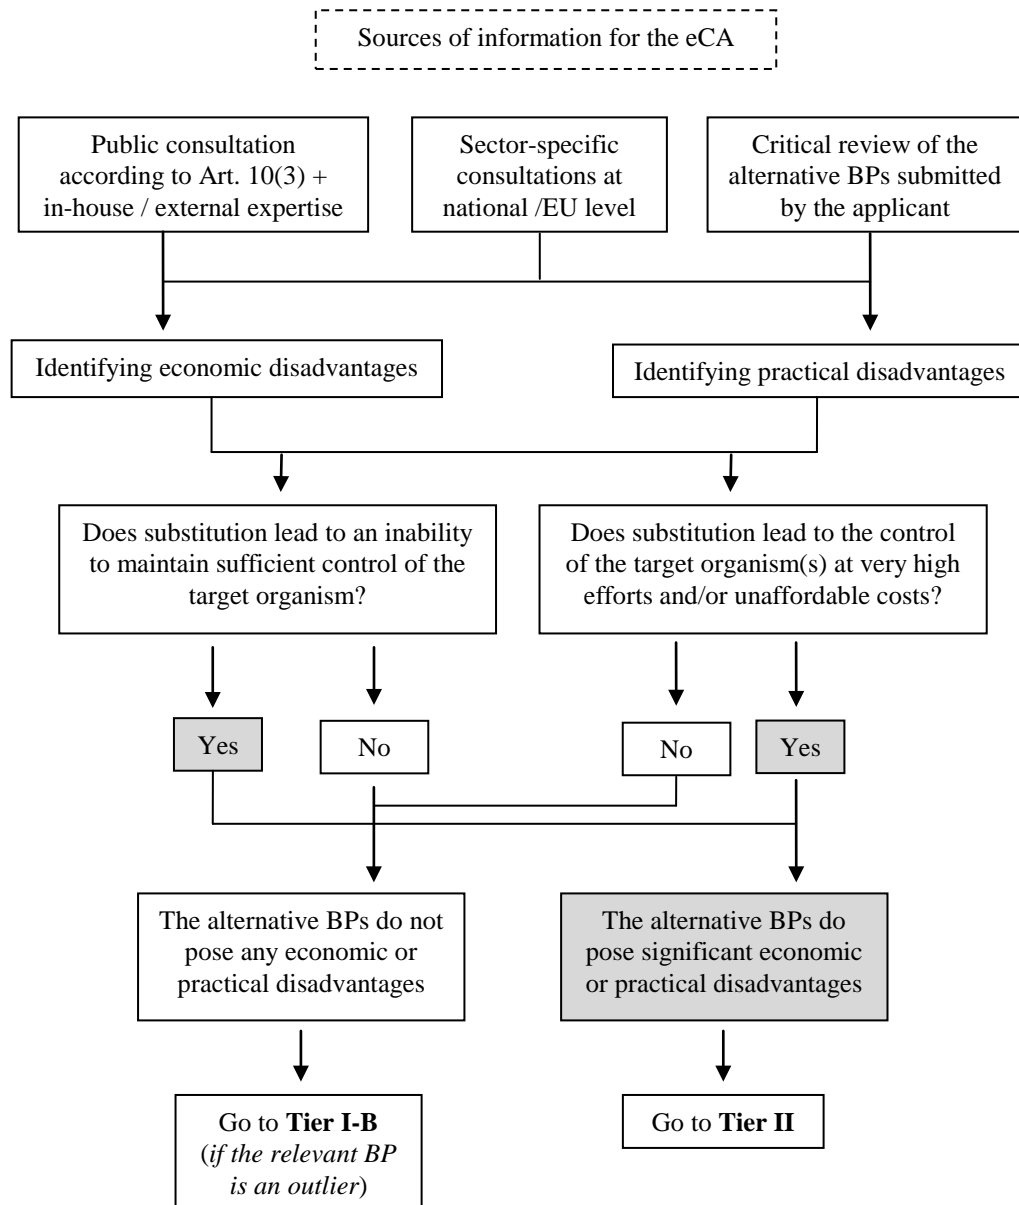 Sources of information for the eCA
Public consultation
according to Art. 10(3) +
in-house / external expertise
Sector-specific
consultations at
national /EU level
Critical review of the
alternative BPs submitted
by the applicant
Identifying economic disadvantages
Identifying practical disadvantages
Does substitution lead to an inability
to maintain sufficient control of the
target organism?
Does substitution lead to the control
of the target organism(s) at very high
efforts and/or unaffordable costs?
Yes
No
No
Yes
The alternative BPs do not
pose any economic or
practical disadvantages
The alternative BPs do
pose significant economic
or practical disadvantages
Go to Tier I-B
(if the relevant BP
is an outlier)
Go to Tier II